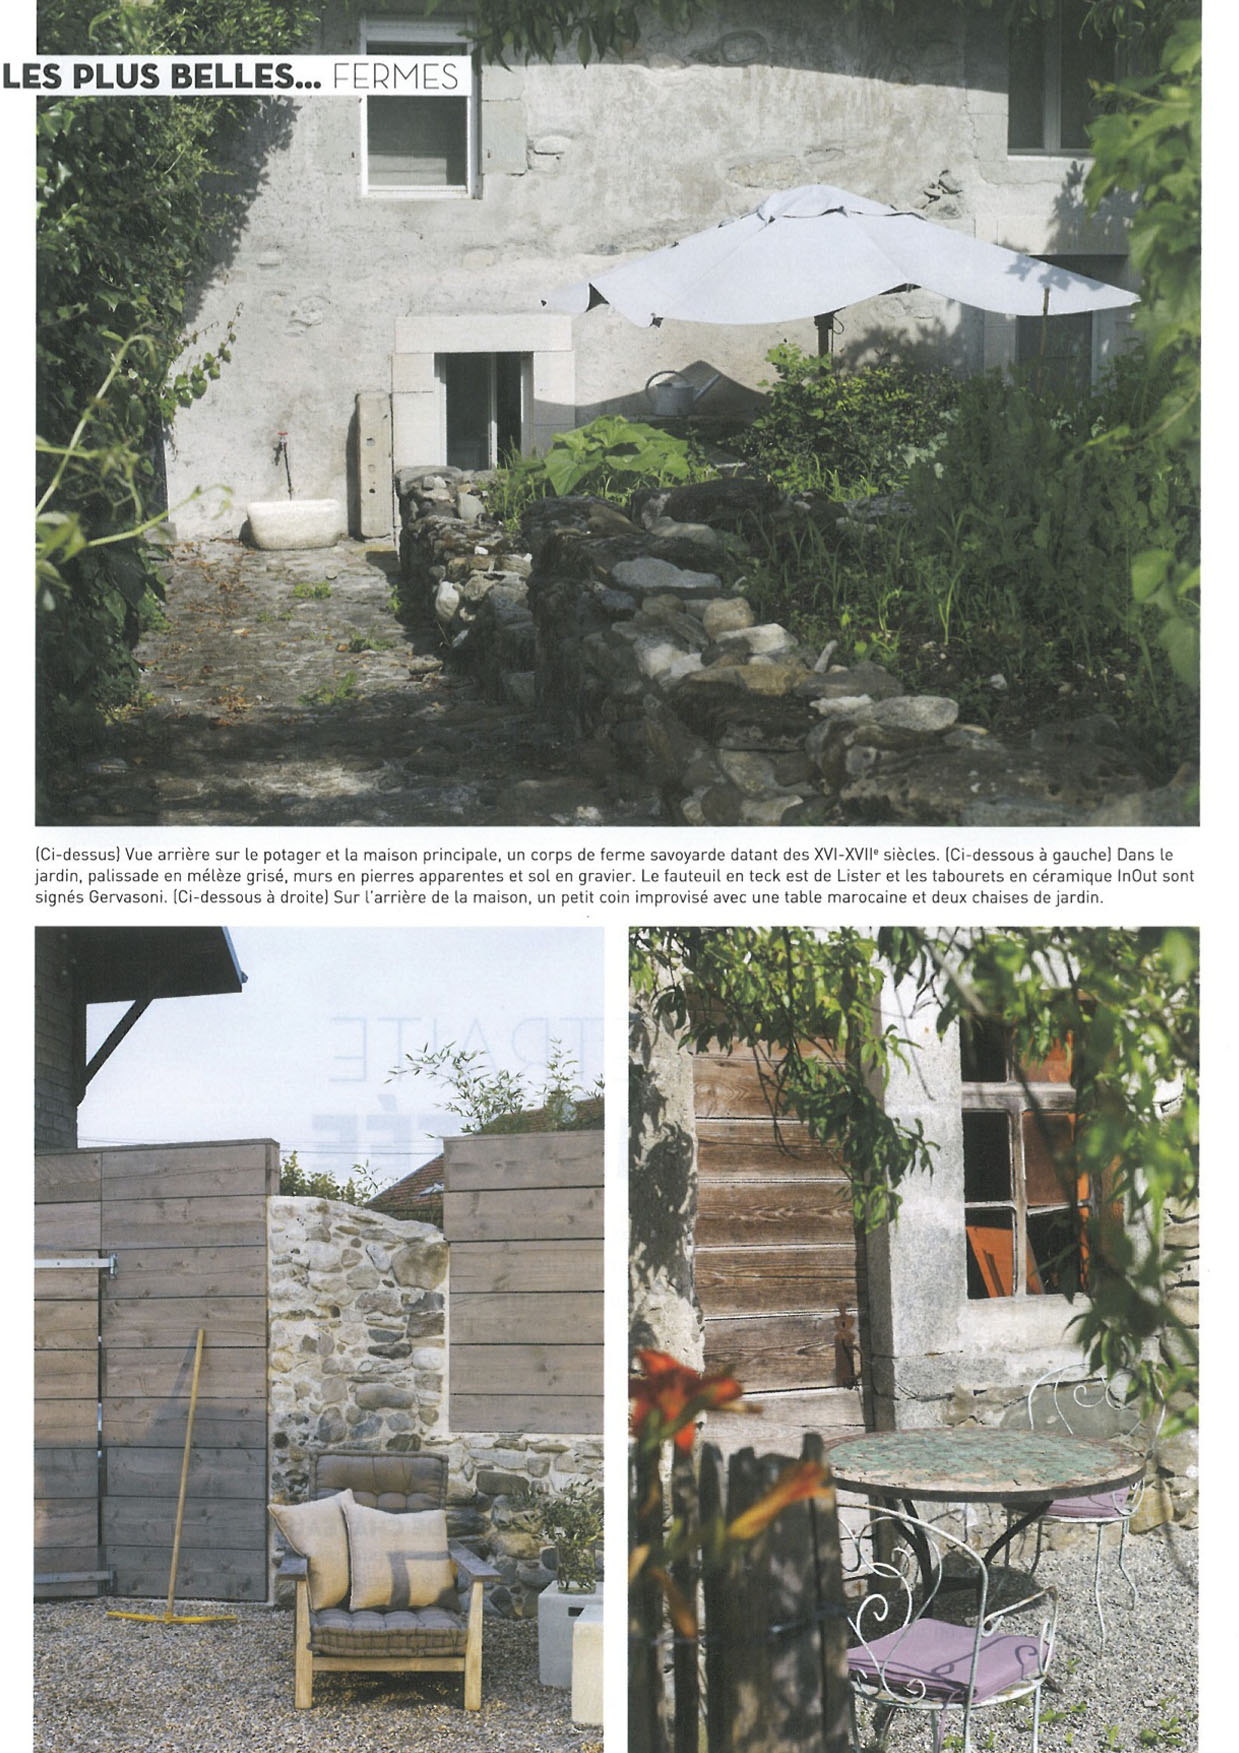 LES PLUS BELLES... FERMES
(Ci-dessus) Vue arrière sur le potager et la maison principale, un corps de ferme savoyarde datant des XVI-XVIIᵉ siècles. (Ci-dessous à gauche) Dans le
jardin, palissade en mélèze grisé, murs en pierres apparentes et sol en gravier. Le fauteuil en teck est de Lister et les tabourets en céramique InOut sont
signés Gervasoni. (Ci-dessous à droite) Sur l'arrière de la maison, un petit coin improvisé avec une table marocaine et deux chaises de jardin.